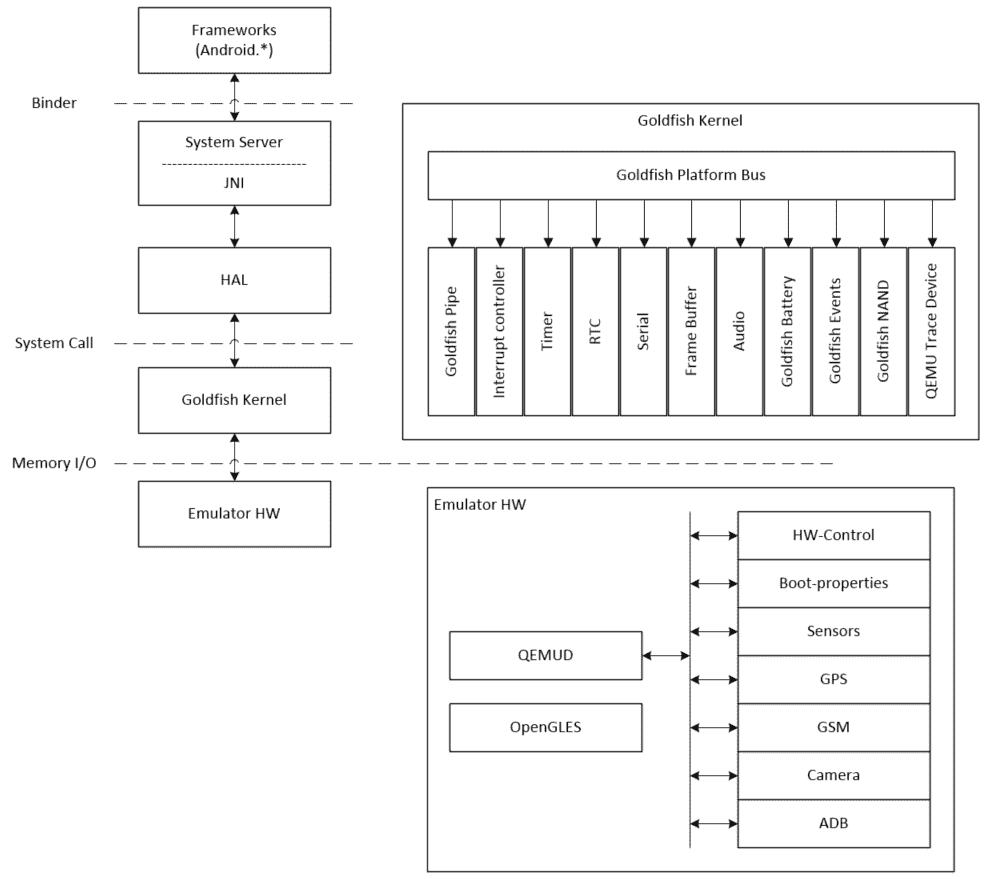 Frameworks
(Android.*)
Binder
System Server
JNI
HAL
System Call
Goldfish Kernel
Memory I/O
Emulator HW
Goldfish Kernel
Goldfish Platform Bus
Goldfish Pipe
Interrupt controller
Timer
RTC
Serial
Frame Buffer
Audio
Goldfish Battery
Goldfish Events
Goldfish NAND
QEMU Trace Device
Emulator HW
QEMUD
OpenGLES
HW-Control
Boot-properties
Sensors
GPS
GSM
Camera
ADB